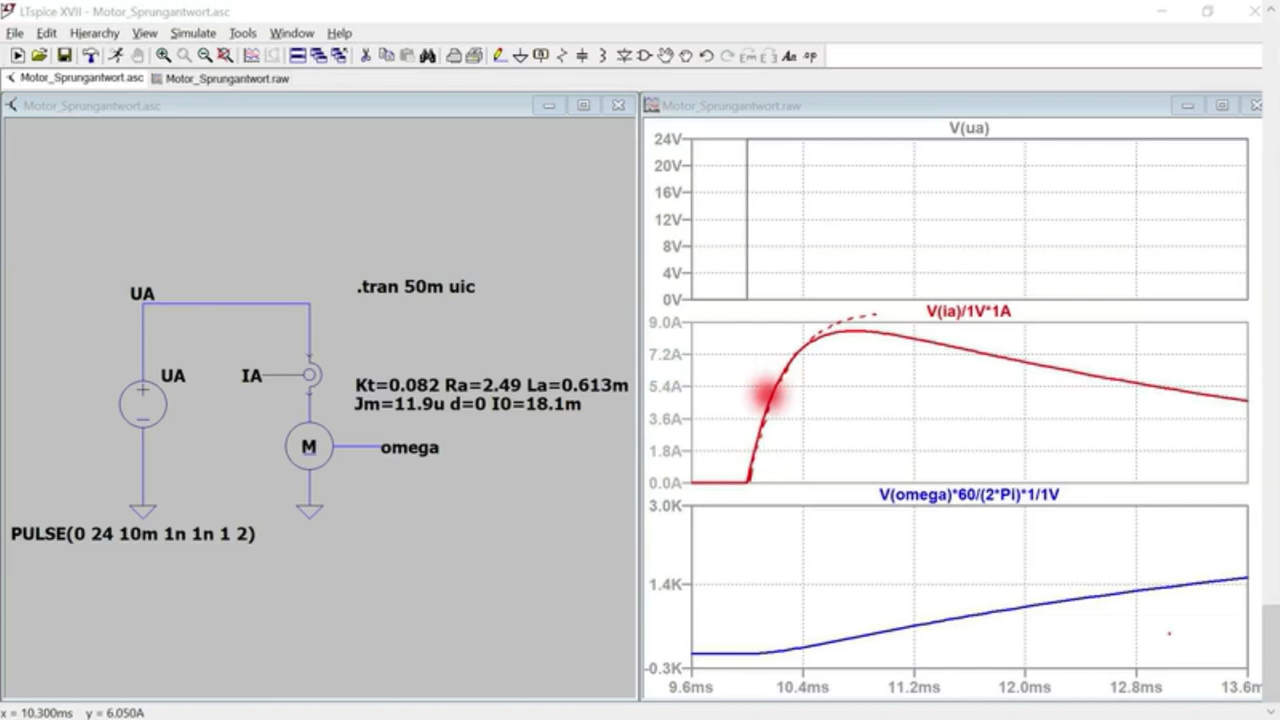 LTspice XVII - Motor_Sprungantwort.asc
File Edit Hierarchy View Simulate Tools Window Help
Motor_Sprungantwort.asc Motor_Sprungantwort.raw
Motor_Sprungantwort.asc
UA
.tran 50m uic
UA
IA
Kt=0.082 Ra=2.49 La=0.613m
Jm=11.9u d=0 I0=18.1m
M
omega
PULSE(0 24 10m 1n 1n 1 2)
Motor_Sprungantwort.raw
V(ua)
24V
20V
16V
12V
8V
4V
0V
V(ia)/1V*1A
9.0A
7.2A
5.4A
3.6A
1.8A
0.0A
V(omega)*60/(2*Pi)*1/1V
3.0K
1.4K
-0.3K
9.6ms 10.4ms 11.2ms 12.0ms 12.8ms 13.6m
x = 10.300ms y = 6.050A